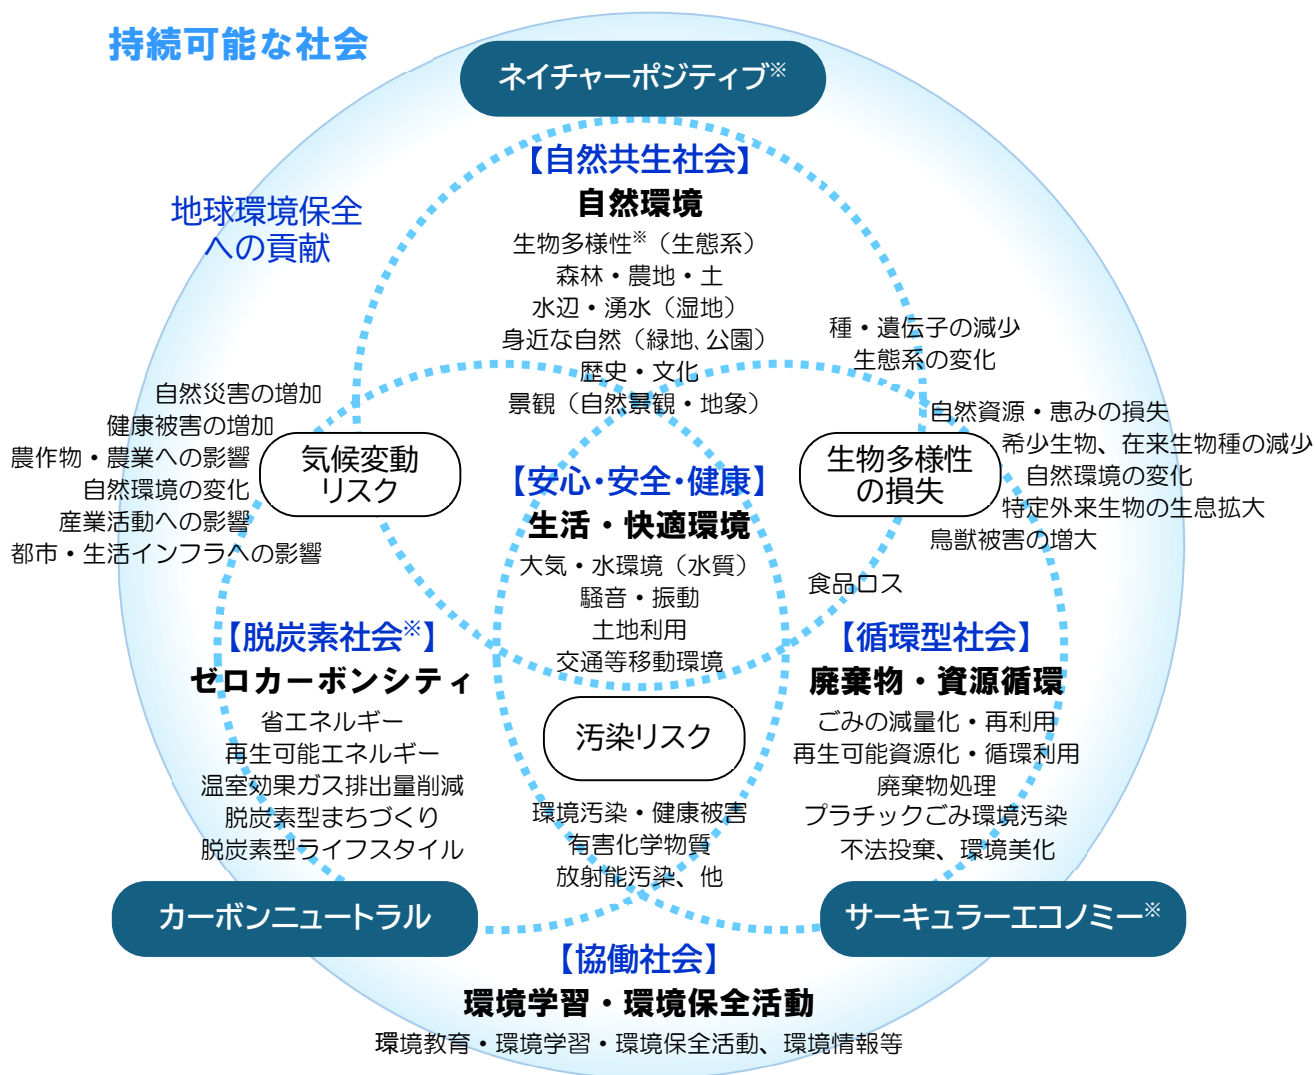 持続可能な社会
ネイチャーポジティブ※
【自然共生社会】
自然環境
生物多様性※（生態系）
森林・農地・土
水辺・湧水（湿地）
身近な自然（緑地、公園）
歴史・文化
景観（自然景観・地象）
地球環境保全
への貢献
種・遺伝子の減少
生態系の変化
自然災害の増加
健康被害の増加
農作物・農業への影響
自然環境の変化
産業活動への影響
都市・生活インフラへの影響
気候変動
リスク
生物多様性
の損失
自然資源・恵みの損失
希少生物、在来生物種の減少
自然環境の変化
特定外来生物の生息拡大
鳥獣被害の増大
【安心・安全・健康】
生活・快適環境
大気・水環境（水質）
騒音・振動
土地利用
交通等移動環境
食品ロス
【脱炭素社会※】
ゼロカーボンシティ
省エネルギー
再生可能エネルギー
温室効果ガス排出量削減
脱炭素型まちづくり
脱炭素型ライフスタイル
汚染リスク
環境汚染・健康被害
有害化学物質
放射能汚染、他
【循環型社会】
廃棄物・資源循環
ごみの減量化・再利用
再生可能資源化・循環利用
廃棄物処理
プラチックごみ環境汚染
不法投棄、環境美化
カーボンニュートラル
サーキュラーエコノミー※
【協働社会】
環境学習・環境保全活動
環境教育・環境学習・環境保全活動、環境情報等